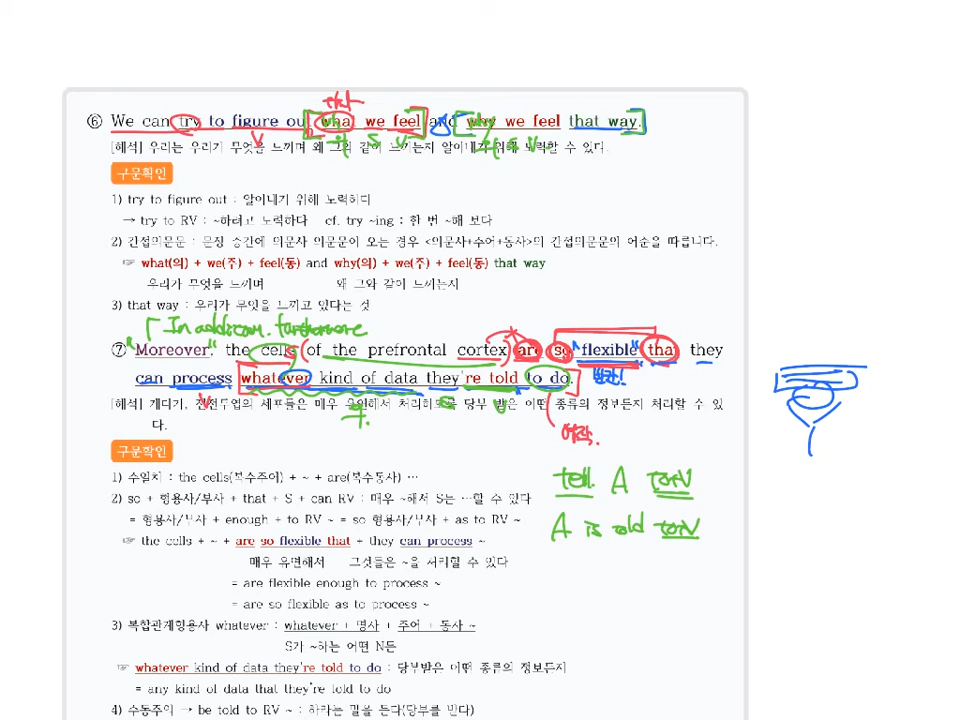 ⑥ We can try to figure out what we feel and why we feel that way.
[해석] 우리는 우리가 무엇을 느끼며 왜 그와 같이 느끼는지 알아내기 위해 노력할 수 있다.
구문확인
1) try to figure out : 알아내기 위해 노력하다
→ try to RV : ~하려고 노력하다 cf. try ~ing : 한 번 ~해 보다
2) 간접의문문 : 문장 중간에 의문사 의문문이 오는 경우 <의문사+주어+동사>의 간접의문문의 어순을 따릅니다.
☞ what(의) + we(주) + feel(동) and why(의) + we(주) + feel(동) that way
우리가 무엇을 느끼며 왜 그와 같이 느끼는지
3) that way : 우리가 무엇을 느끼고 있다는 것
In addition. furthermore
⑦ Moreover, the cells of the prefrontal cortex are so flexible that they
can process whatever kind of data they're told to do.
[해석] 게다가, 전전두엽의 세포들은 매우 유연해서 처리하도록 당부 받은 어떤 종류의 정보든지 처리할 수 있
다.
구문확인
1) 수일치 : the cells(복수주어) + ~ + are(복수동사) …
2) so + 형용사/부사 + that + S + can RV : 매우 ~해서 S는 …할 수 있다
= 형용사/부사 + enough + to RV ~ = so 형용사/부사 + as to RV ~
☞ the cells + ~ + are so flexible that + they can process ~
매우 유연해서 그것들은 ~을 처리할 수 있다
= are flexible enough to process ~
= are so flexible as to process ~
3) 복합관계형용사 whatever : whatever + 명사 + 주어 + 동사 ~
S가 ~하는 어떤 N든
☞ whatever kind of data they're told to do : 당부받은 어떤 종류의 정보든지
= any kind of data that they're told to do
4) 수동주의 → be told to RV ~ : 하라는 말을 듣다(당부를 받다)
tell A to RV
A is told to RV